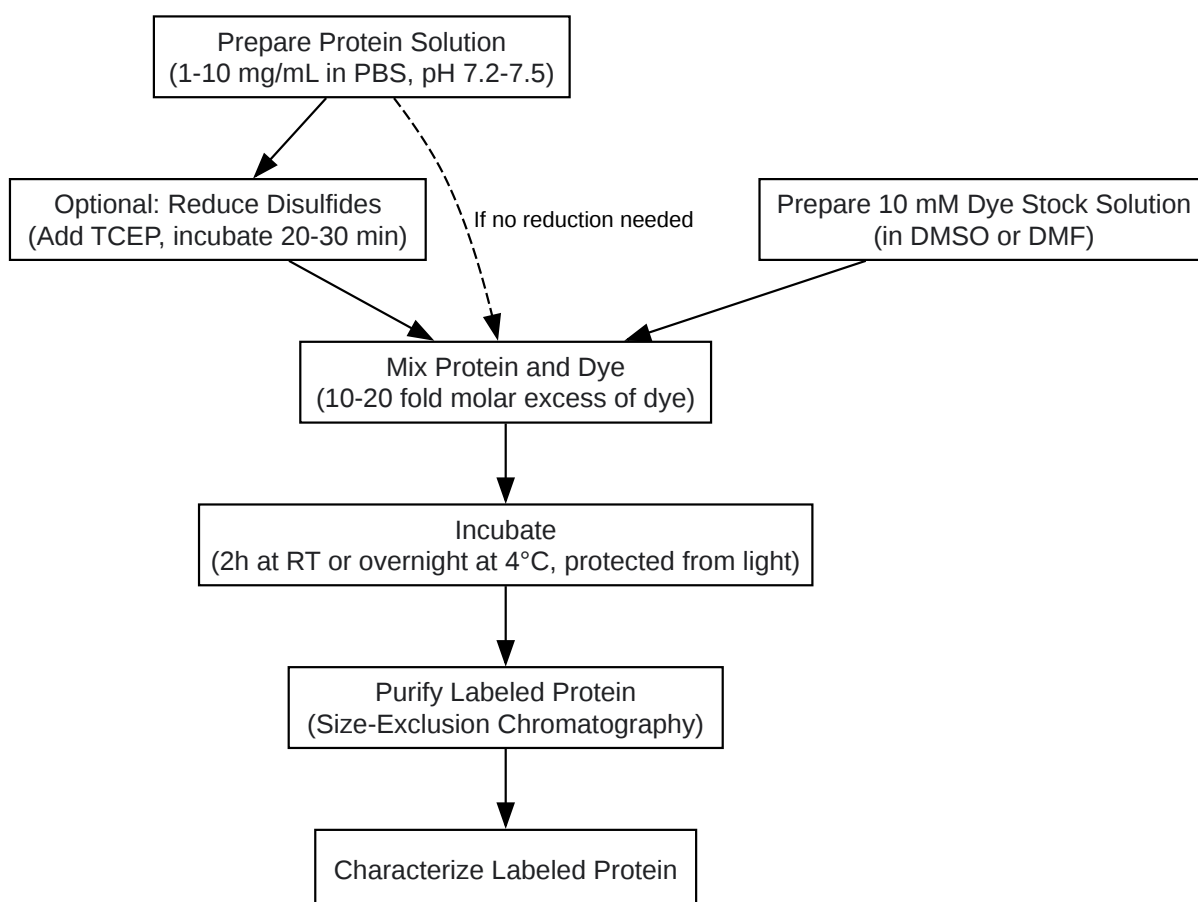 Prepare Protein Solution
(1-10 mg/mL in PBS, pH 7.2-7.5)
Optional: Reduce Disulfides
(Add TCEP, incubate 20-30 min)
If no reduction needed
Prepare 10 mM Dye Stock Solution
(in DMSO or DMF)
Mix Protein and Dye
(10-20 fold molar excess of dye)
Incubate
(2h at RT or overnight at 4°C, protected from light)
Purify Labeled Protein
(Size-Exclusion Chromatography)
Characterize Labeled Protein